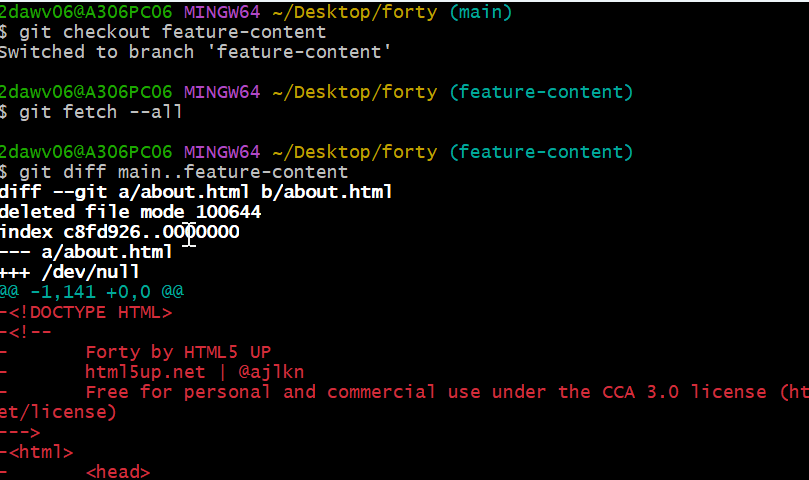 2dawv06@A306PC06 MINGW64 ~/Desktop/forty (main)
$ git checkout feature-content
Switched to branch 'feature-content'
2dawv06@A306PC06 MINGW64 ~/Desktop/forty (feature-content)
$ git fetch --all
2dawv06@A306PC06 MINGW64 ~/Desktop/forty (feature-content)
$ git diff main..feature-content
diff --git a/about.html b/about.html
deleted file mode 100644
index c8fd926..0000000
--- a/about.html
+++ /dev/null
@@ -1,141 +0,0 @@
-<!DOCTYPE HTML>
-<!--
-       Forty by HTML5 UP
-       html5up.net | @ajlkn
-       Free for personal and commercial use under the CCA 3.0 license (ht
et/license)
--->
-<html>
-       <head>